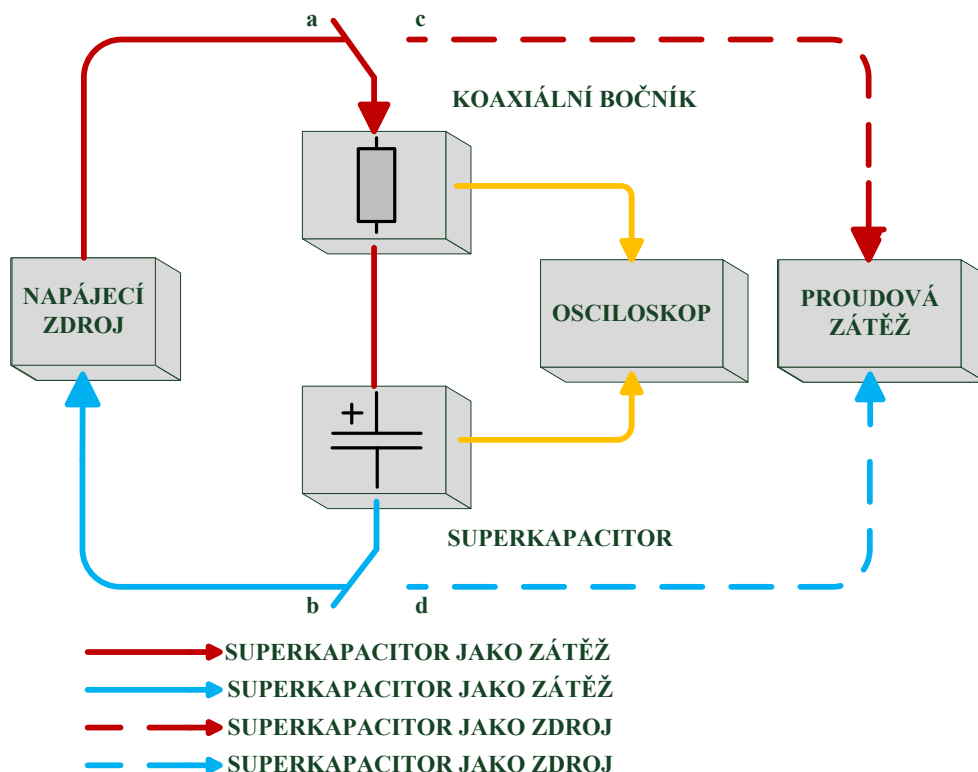 a
c
KOAXIÁLNÍ BOČNÍK
NAPÁJECÍ
ZDROJ
OSCILOSKOP
PROUDOVÁ
ZÁTĚŽ
+
SUPERKAPACITOR
b
d
SUPERKAPACITOR JAKO ZÁTĚŽ
SUPERKAPACITOR JAKO ZÁTĚŽ
SUPERKAPACITOR JAKO ZDROJ
SUPERKAPACITOR JAKO ZDROJ